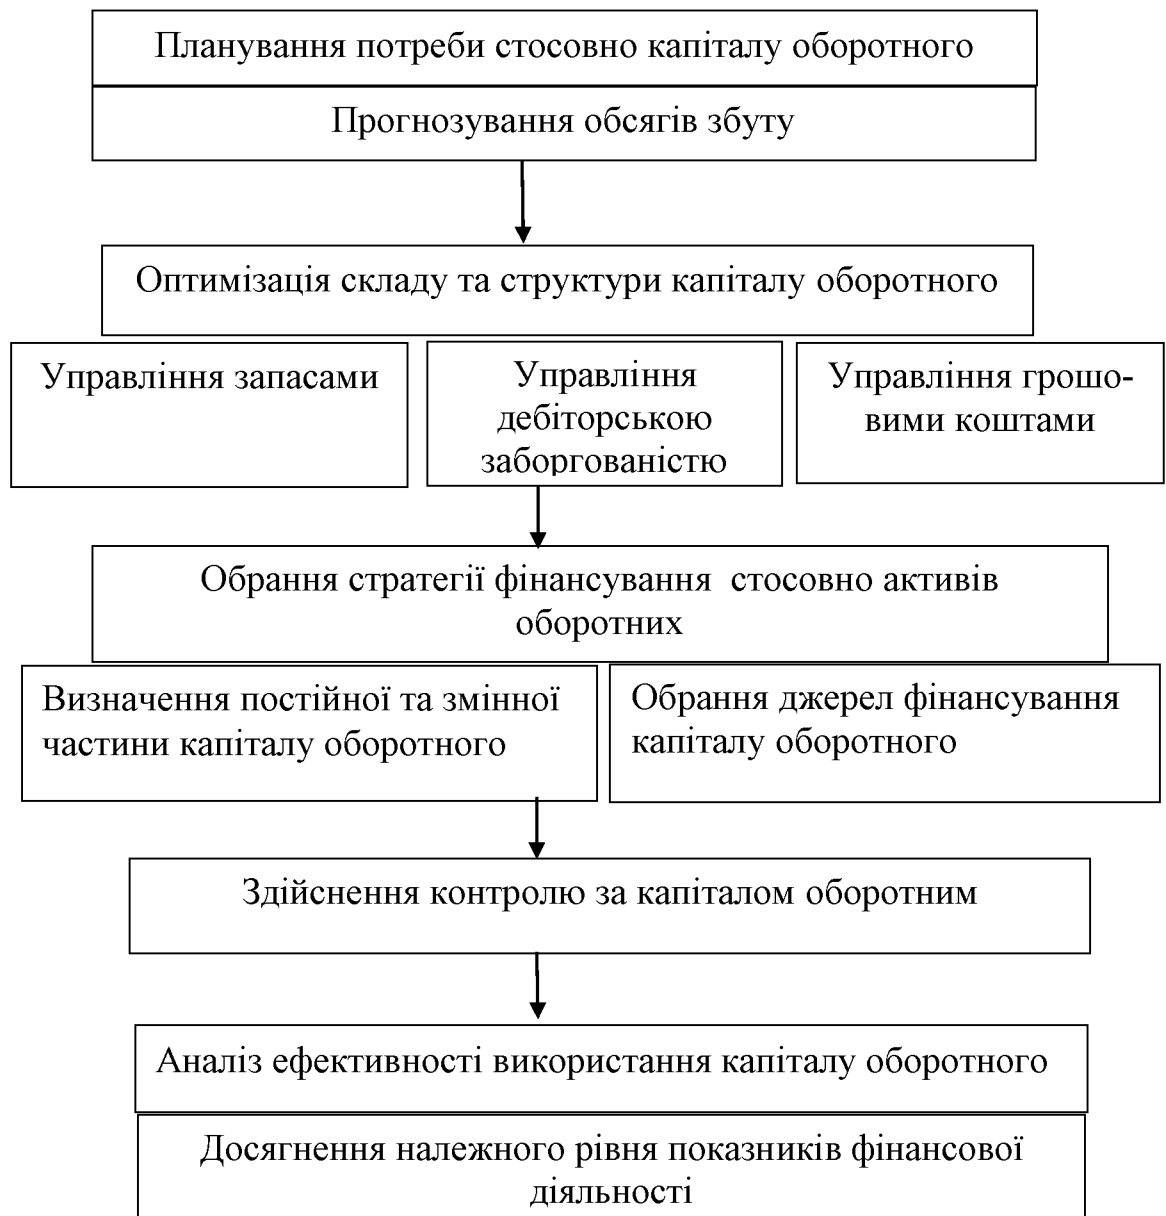 Планування потреби стосовно капіталу оборотного
Прогнозування обсягів збуту
Оптимізація складу та структури капіталу оборотного
Управління запасами
Управління
дебіторською
заборгованістю
Управління грошо-
вими коштами
Обрання стратегії фінансування стосовно активів
оборотних
Визначення постійної та змінної
частини капіталу оборотного
Обрання джерел фінансування
капіталу оборотного
Здійснення контролю за капіталом оборотним
Аналіз ефективності використання капіталу оборотного
Досягнення належного рівня показників фінансової
діяльності